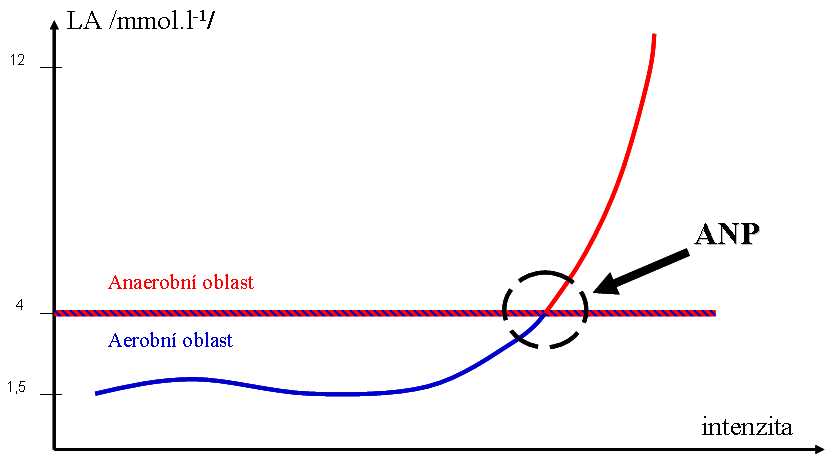 LA /mmol.l-1/
12
ANP
Anaerobní oblast
4
Aerobní oblast
1,5
intenzita